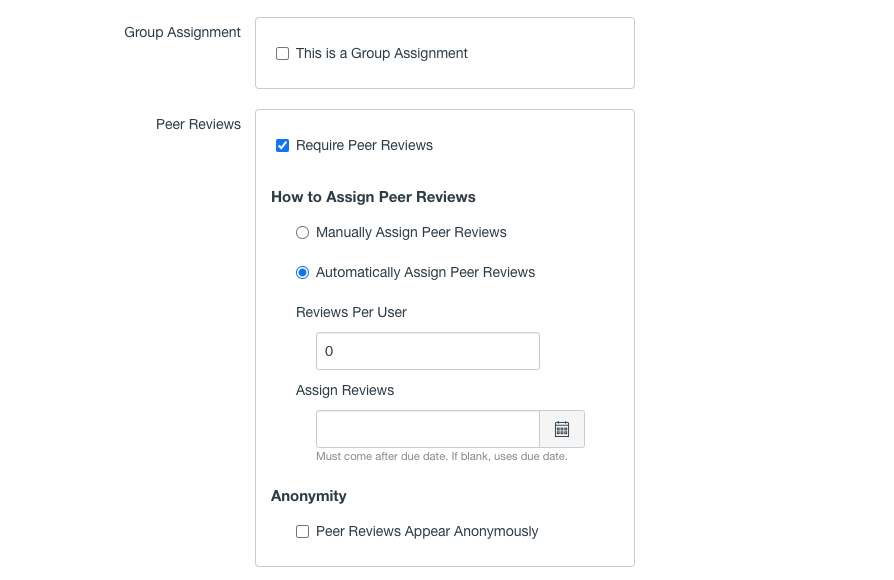 Group Assignment
This is a Group Assignment
Peer Reviews
Require Peer Reviews
How to Assign Peer Reviews
Manually Assign Peer Reviews
Automatically Assign Peer Reviews
Reviews Per User
0
Assign Reviews
Must come after due date. If blank, uses due date.
Anonymity
Peer Reviews Appear Anonymously